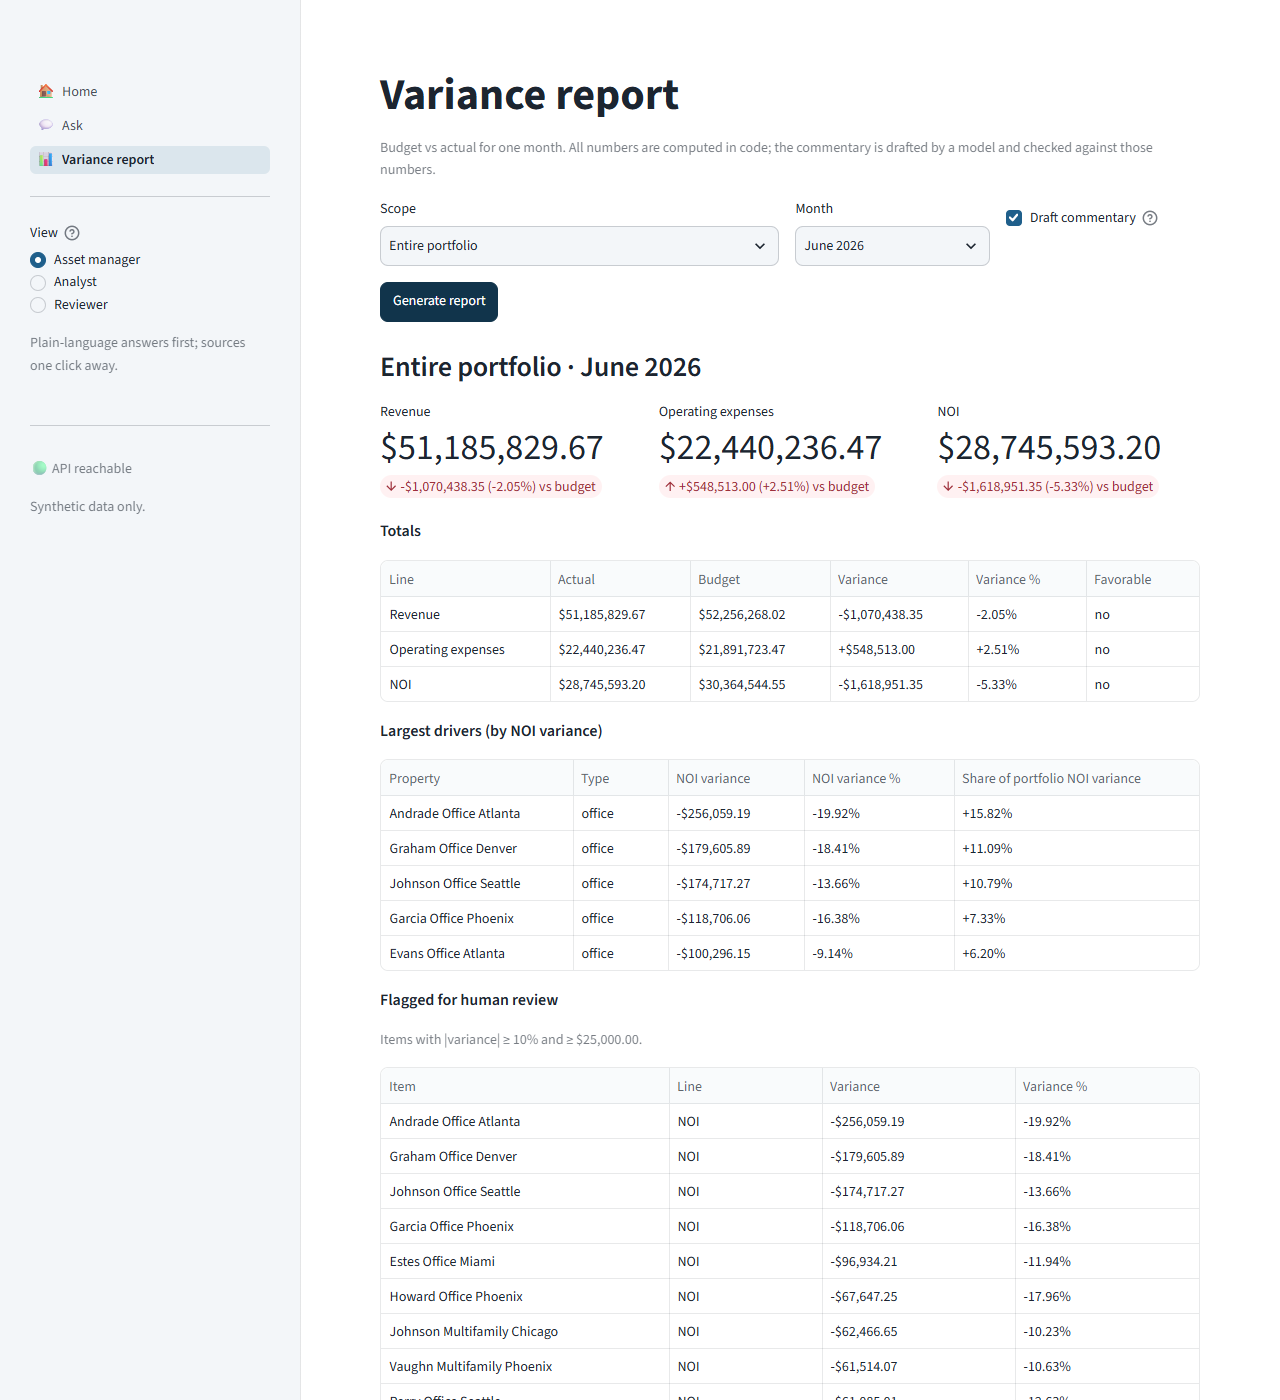 Home
Ask
Variance report
View
Asset manager
Analyst
Reviewer
Plain-language answers first; sources
one click away.
API reachable
Synthetic data only.
Variance report
Budget vs actual for one month. All numbers are computed in code; the commentary is drafted by a model and checked against those
numbers.
Scope
Month
Entire portfolio
June 2026
Draft commentary
Generate report
Entire portfolio · June 2026
Revenue
Operating expenses
NOI
$51,185,829.67
$22,440,236.47
$28,745,593.20
↓ -$1,070,438.35 (-2.05%) vs budget
↑ +$548,513.00 (+2.51%) vs budget
↓ -$1,618,951.35 (-5.33%) vs budget
Totals
Line Actual Budget Variance Variance % Favorable
Revenue $51,185,829.67 $52,256,268.02 -$1,070,438.35 -2.05% no
Operating expenses $22,440,236.47 $21,891,723.47 +$548,513.00 +2.51% no
NOI $28,745,593.20 $30,364,544.55 -$1,618,951.35 -5.33% no
Largest drivers (by NOI variance)
Property Type NOI variance NOI variance % Share of portfolio NOI variance
Andrade Office Atlanta office -$256,059.19 -19.92% +15.82%
Graham Office Denver office -$179,605.89 -18.41% +11.09%
Johnson Office Seattle office -$174,717.27 -13.66% +10.79%
Garcia Office Phoenix office -$118,706.06 -16.38% +7.33%
Evans Office Atlanta office -$100,296.15 -9.14% +6.20%
Flagged for human review
Items with |variance| ≥ 10% and ≥ $25,000.00.
Item Line Variance Variance %
Andrade Office Atlanta NOI -$256,059.19 -19.92%
Graham Office Denver NOI -$179,605.89 -18.41%
Johnson Office Seattle NOI -$174,717.27 -13.66%
Garcia Office Phoenix NOI -$118,706.06 -16.38%
Estes Office Miami NOI -$96,934.21 -11.94%
Howard Office Phoenix NOI -$67,647.25 -17.96%
Johnson Multifamily Chicago NOI -$62,466.65 -10.23%
Vaughn Multifamily Phoenix NOI -$61,514.07 -10.63%